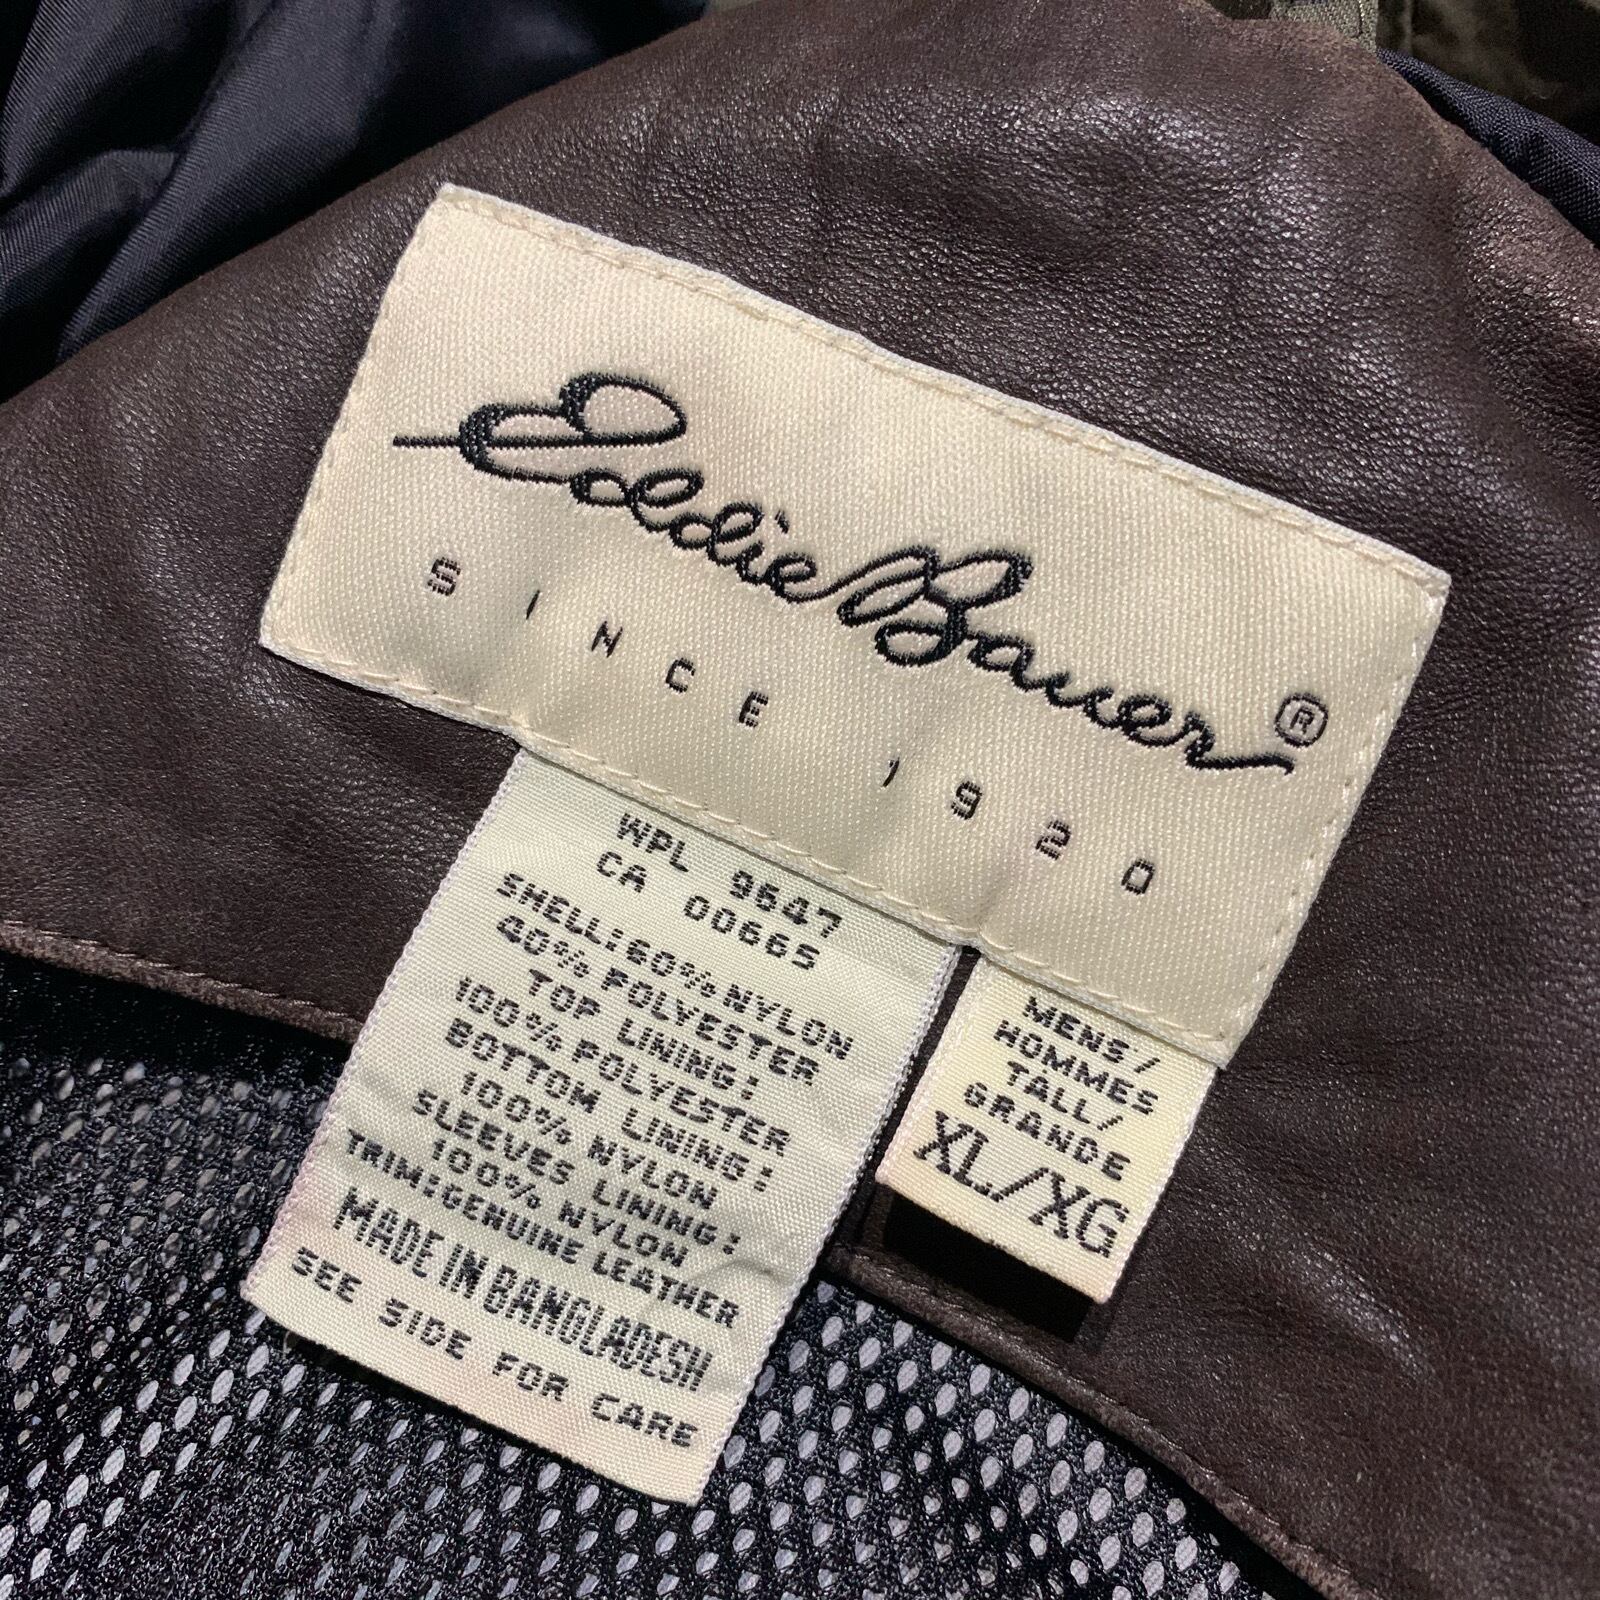 Eddie Bauer®
SINCE 1920
WPL 9647
CA 00665
SHELL:60% NYLON
40% POLYESTER
TOP LINING:
100% POLYESTER
BOTTOM LINING:
100% NYLON
SLEEVES LINING:
100% NYLON
TRIM:GENUINE LEATHER
MADE IN BANGLADESH
SEE SIDE FOR CARE
MENS/
HOMMES
TALL/
GRANDE
XL/XG